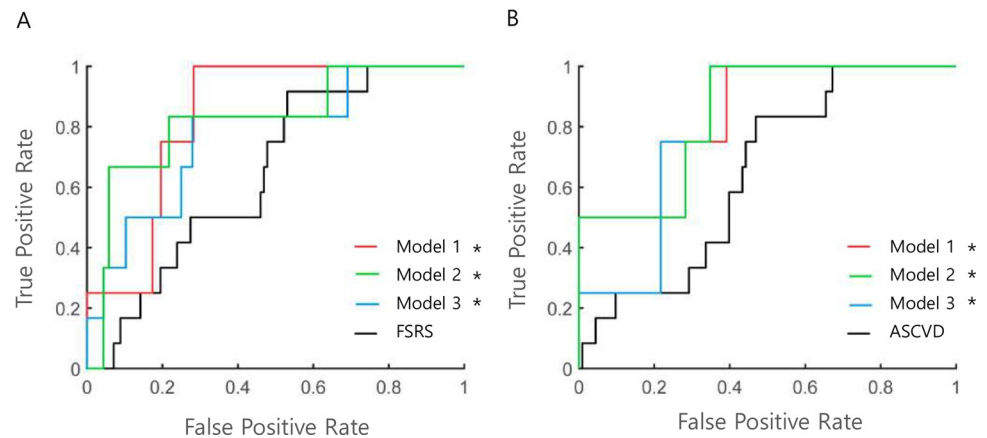 A
True Positive Rate
1
0.8
0.6
0.4
0.2
0
0 0.2 0.4 0.6 0.8 1
False Positive Rate
Model 1 *
Model 2 *
Model 3 *
FSRS
B
True Positive Rate
1
0.8
0.6
0.4
0.2
0
0 0.2 0.4 0.6 0.8 1
False Positive Rate
Model 1 *
Model 2 *
Model 3 *
ASCVD